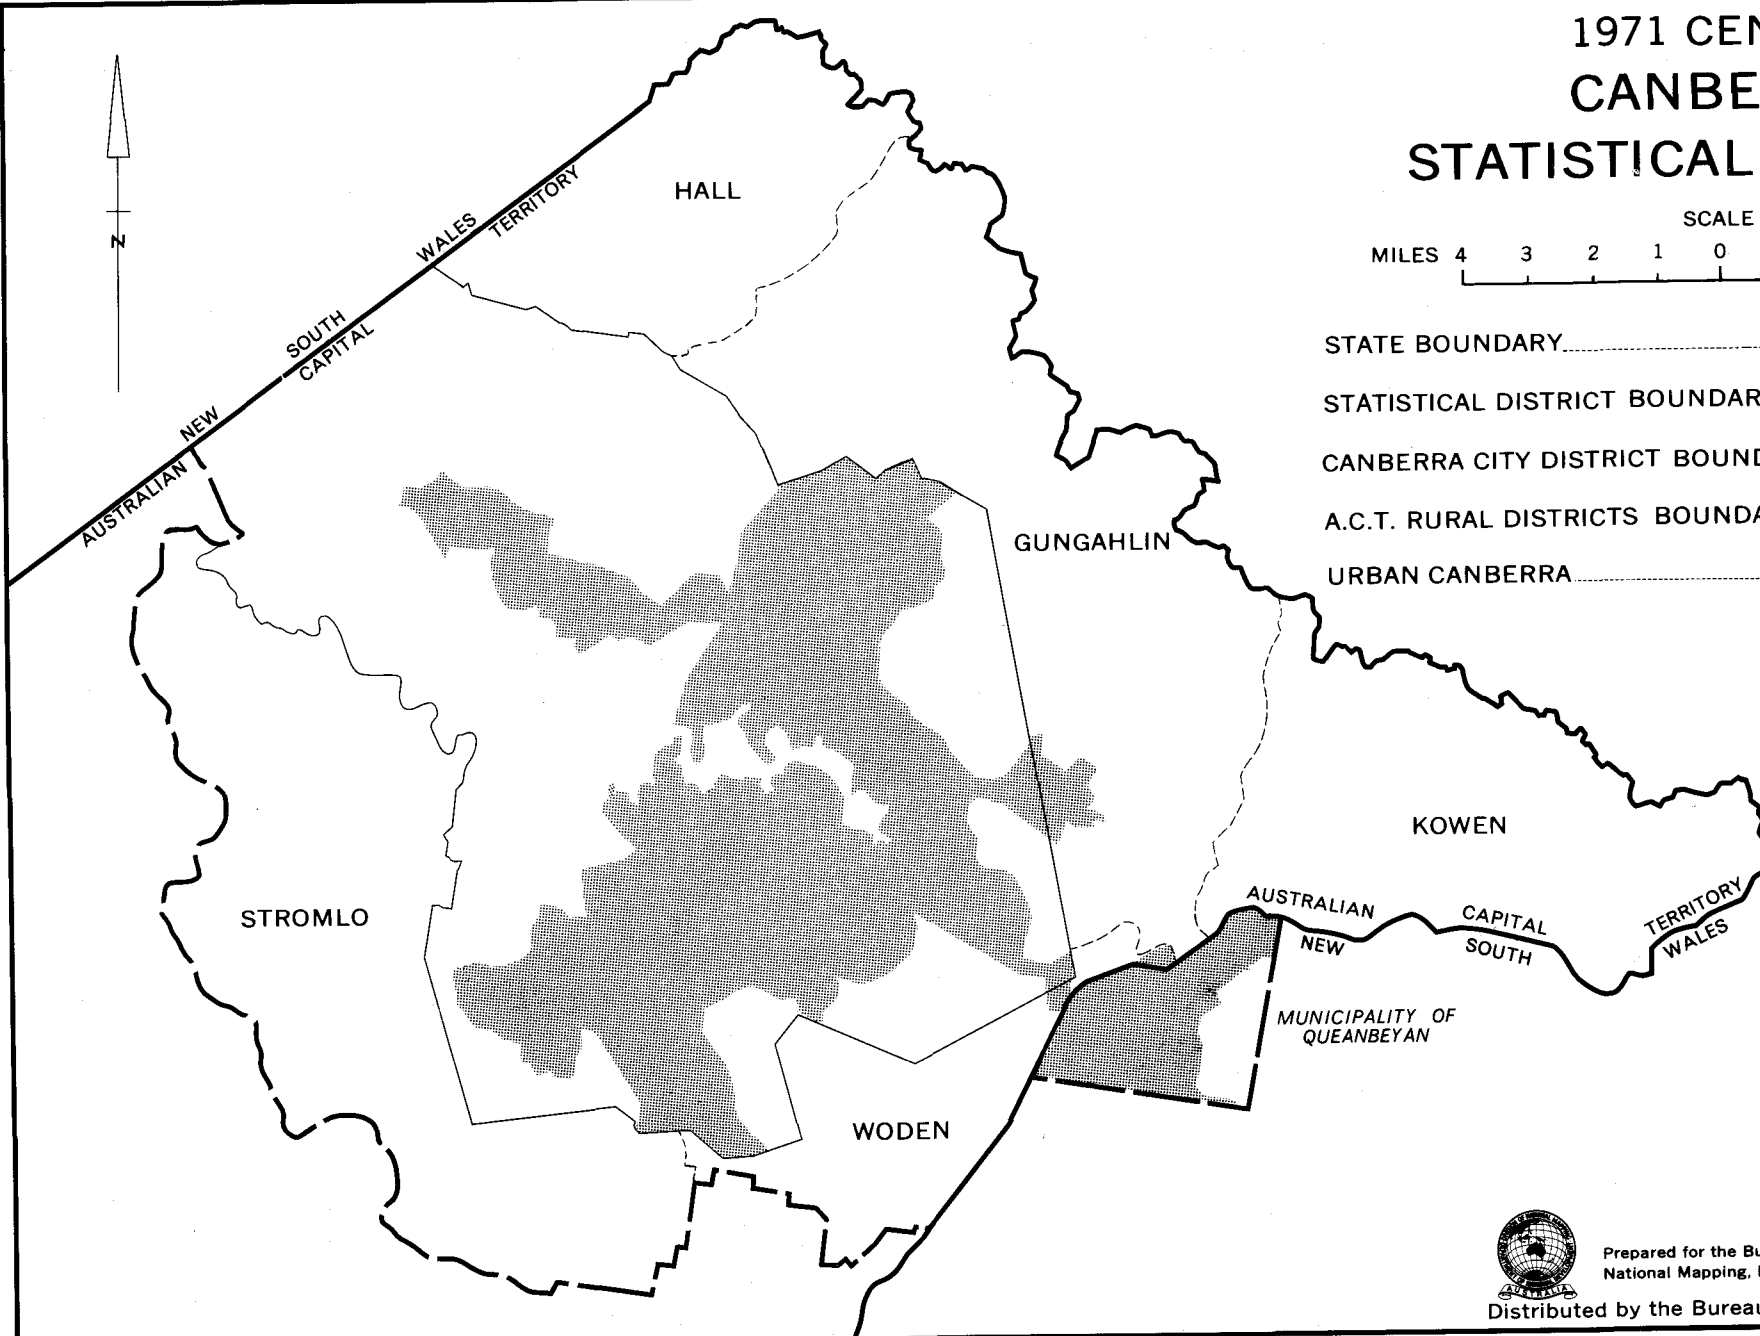 1971 CEN
CANBE
STATISTICAL
SCALE
MILES 4 3 2 1 0
STATE BOUNDARY
STATISTICAL DISTRICT BOUNDAR
CANBERRA CITY DISTRICT BOUND
A.C.T. RURAL DISTRICTS BOUNDA
URBAN CANBERRA
N
HALL
WALES
TERRITORY
SOUTH
CAPITAL
NEW
AUSTRALIAN
GUNGAHLIN
KOWEN
STROMLO
AUSTRALIAN CAPITAL TERRITORY
NEW SOUTH WALES
MUNICIPALITY OF
QUEANBEYAN
WODEN
AUSTRALIA
Prepared for the Bu
National Mapping,
Distributed by the Bureau